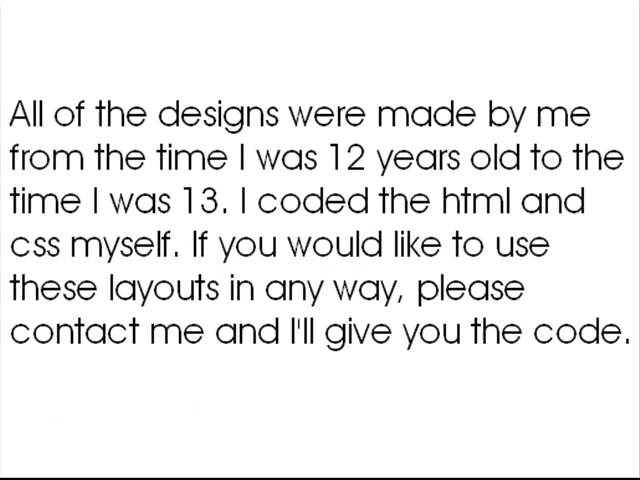 All of the designs were made by me
from the time I was 12 years old to the
time I was 13. I coded the html and
css myself. If you would like to use
these layouts in any way, please
contact me and I'll give you the code.